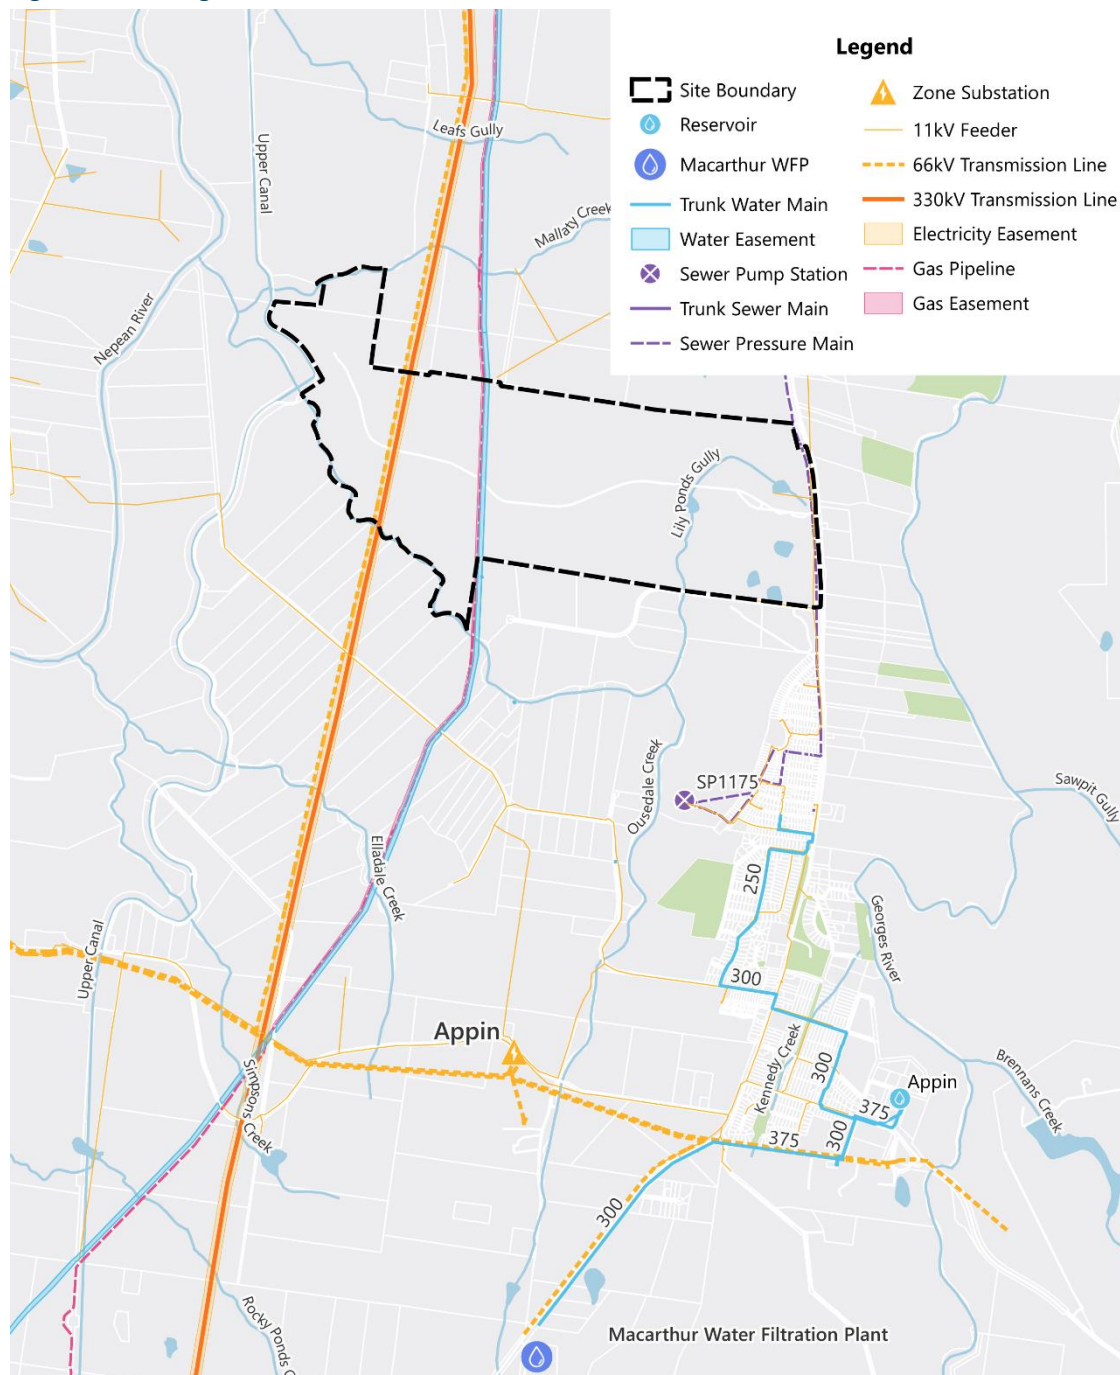 Legend
Site Boundary
Reservoir
Macarthur WFP
Trunk Water Main
Water Easement
Sewer Pump Station
Trunk Sewer Main
Sewer Pressure Main
Zone Substation
11kV Feeder
66kV Transmission Line
330kV Transmission Line
Electricity Easement
Gas Pipeline
Gas Easement
Leafs Gully
Upper Canal
Mallaty Creek
Nepean River
Lily Ponds Gully
Ousedale Creek
SP1175
Sawpit Gully
Elladale Creek
250
Georges River
Upper Canal
300
Appin
Kennedy Creek
300
Appin
Brennans Creek
Simpsons Creek
375
375
300
300
Rocky Ponds C
Macarthur Water Filtration Plant